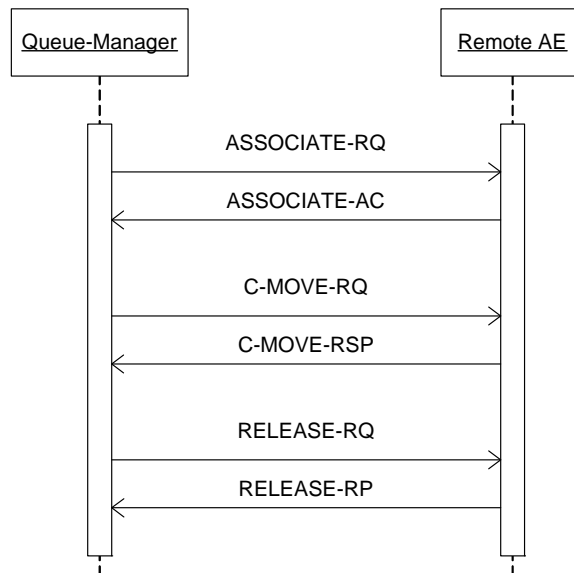 Queue-Manager
Remote AE
ASSOCIATE-RQ
ASSOCIATE-AC
C-MOVE-RQ
C-MOVE-RSP
RELEASE-RQ
RELEASE-RP